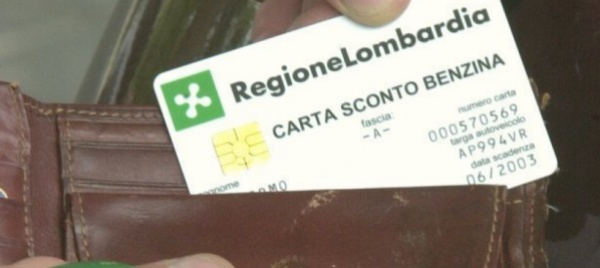 RegioneLombardia
CARTA SCONTO BENZINA
fascia:
-A-
numero carta
000570569
targa autoveicolo
AP994VR
data scadenza
06/2003